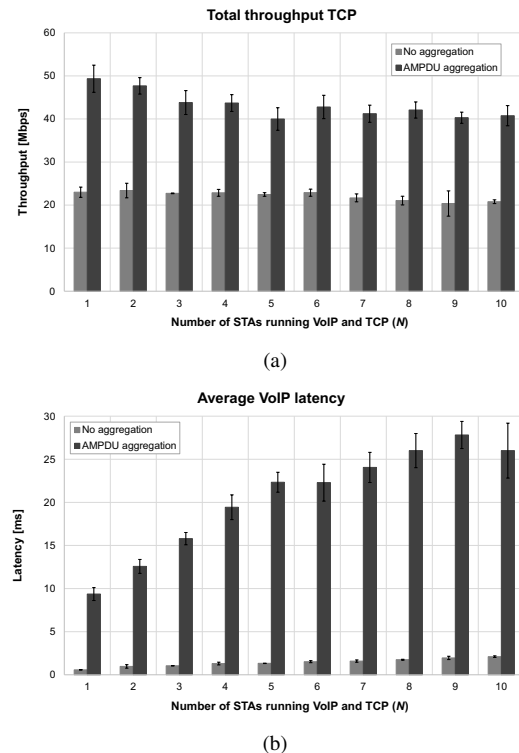 Total throughput TCP
60
50
40
30
20
10
0
Throughput [Mbps]
No aggregation
AMPDU aggregation
1 2 3 4 5 6 7 8 9 10
Number of STAs running VoIP and TCP (N)
(a)
Average VoIP latency
30
25
20
15
10
5
0
Latency [ms]
No aggregation
AMPDU aggregation
1 2 3 4 5 6 7 8 9 10
Number of STAs running VoIP and TCP (N)
(b)